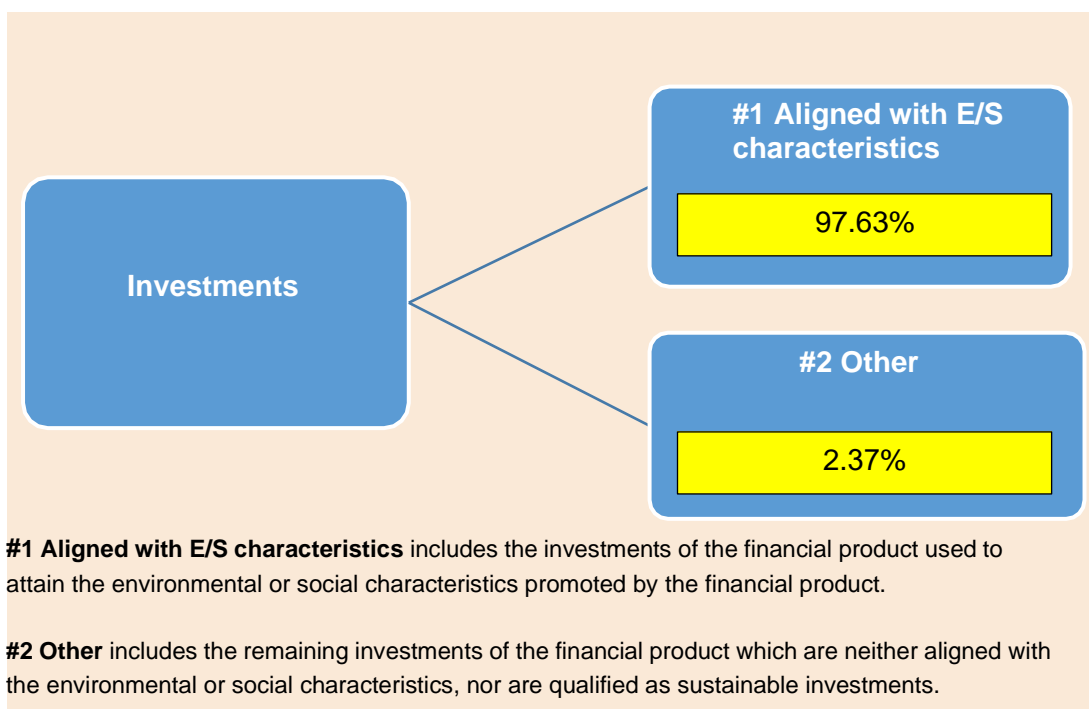 #1 Aligned with E/S
characteristics
97.63%
Investments
#2 Other
2.37%
#1 Aligned with E/S characteristics includes the investments of the financial product used to
attain the environmental or social characteristics promoted by the financial product.
#2 Other includes the remaining investments of the financial product which are neither aligned with
the environmental or social characteristics, nor are qualified as sustainable investments.